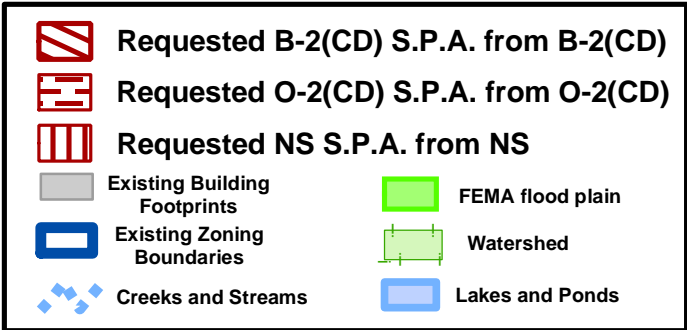 Requested B-2(CD) S.P.A. from B-2(CD)
Requested O-2(CD) S.P.A. from O-2(CD)
Requested NS S.P.A. from NS
Existing Building
Footprints
Existing Zoning
Boundaries
Creeks and Streams
FEMA flood plain
Watershed
Lakes and Ponds